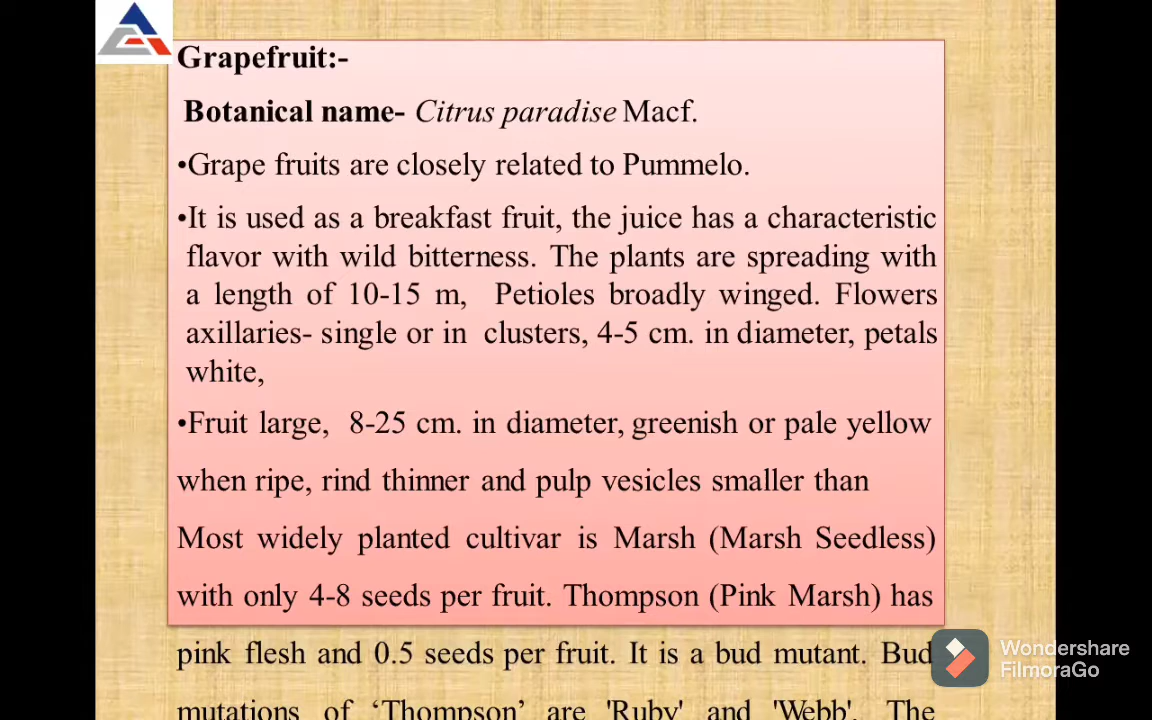 Grapefruit:-
Botanical name- Citrus paradise Macf.
•Grape fruits are closely related to Pummelo.
•It is used as a breakfast fruit, the juice has a characteristic
flavor with wild bitterness. The plants are spreading with
a length of 10-15 m, Petioles broadly winged. Flowers
axillaries- single or in clusters, 4-5 cm. in diameter, petals
white,
•Fruit large, 8-25 cm. in diameter, greenish or pale yellow
when ripe, rind thinner and pulp vesicles smaller than
Most widely planted cultivar is Marsh (Marsh Seedless)
with only 4-8 seeds per fruit. Thompson (Pink Marsh) has
pink flesh and 0.5 seeds per fruit. It is a bud mutant. Bud
mutations of ‘Thompson’ are 'Ruby' and 'Webb'. The
Wondershare
FilmoraGo